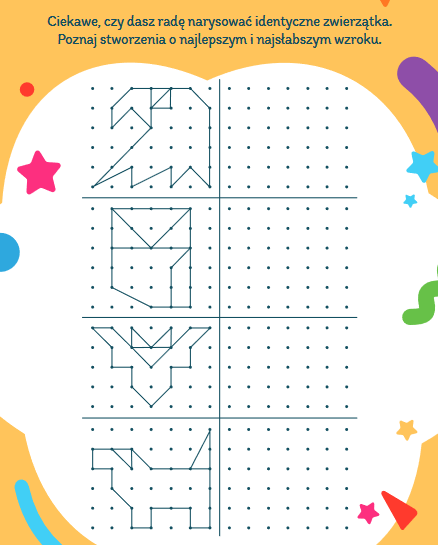 Ciekawe, czy dasz radę narysować identyczne zwierzątka.
Poznaj stworzenia o najlepszym i najsłabszym wzroku.